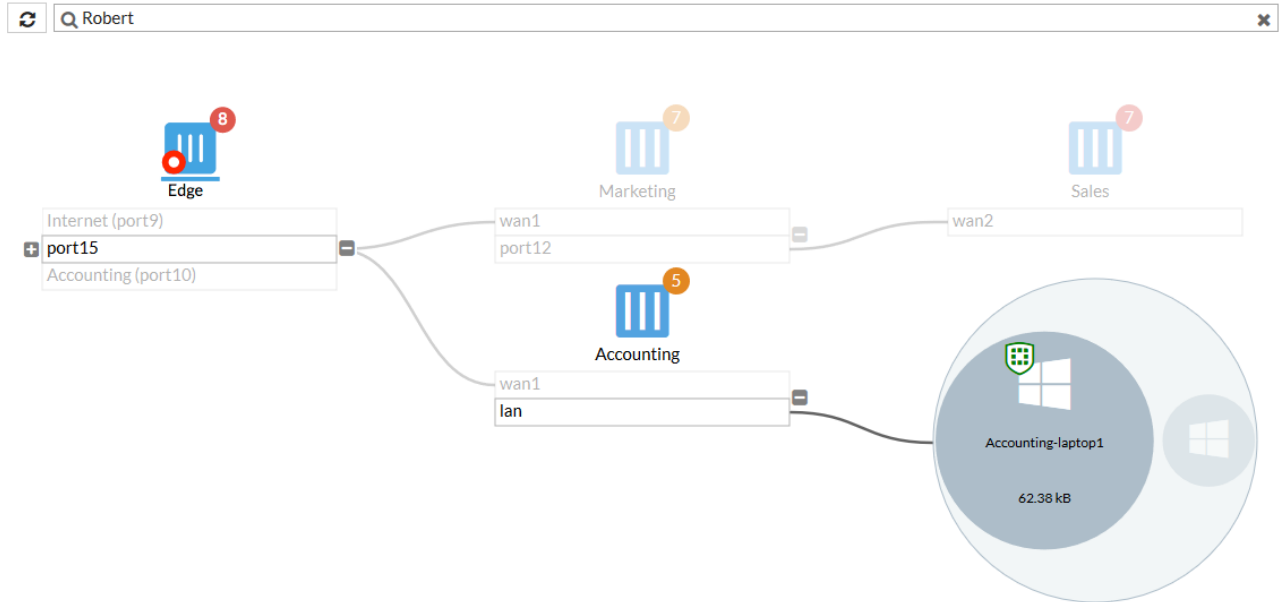 Robert
8
Edge
Internet (port9)
port15
Accounting (port10)
7
Marketing
wan1
port12
7
Sales
wan2
5
Accounting
wan1
lan
Accounting-laptop1
62.38 kB